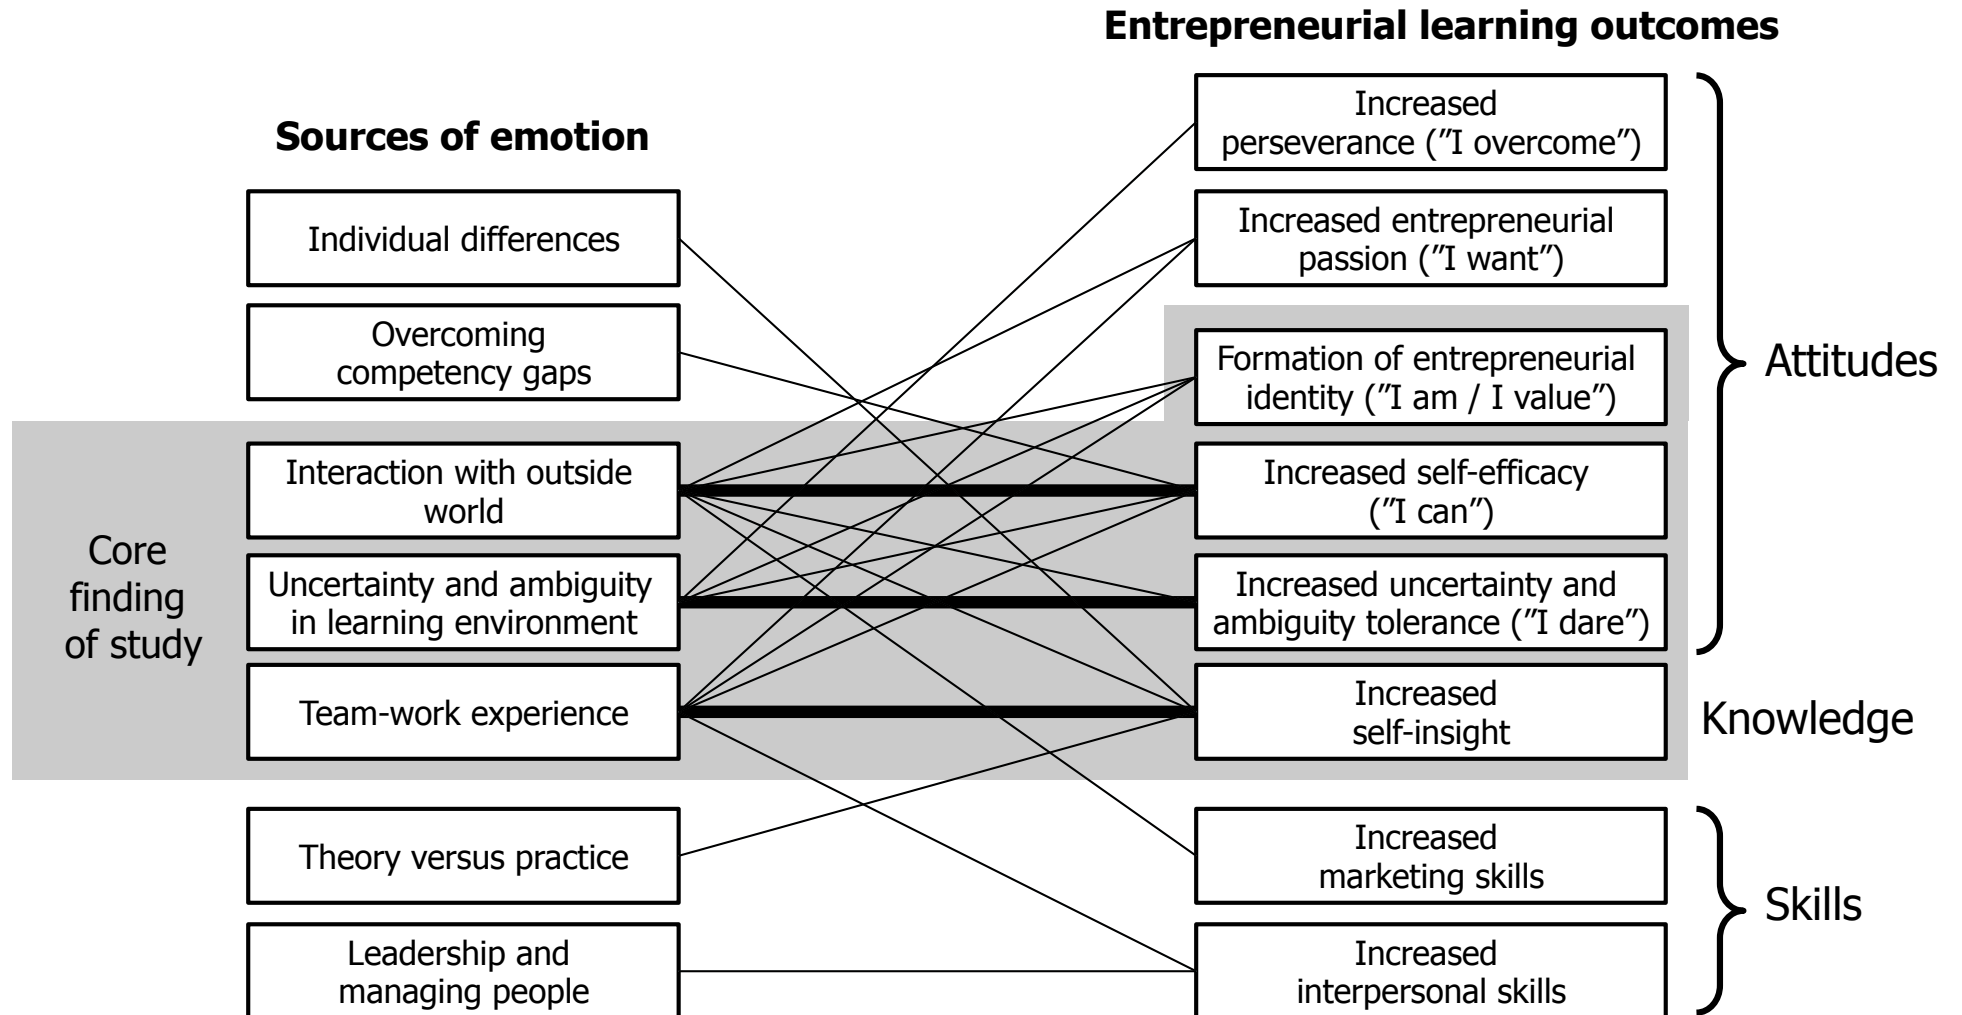 Entrepreneurial learning outcomes
Sources of emotion
Individual differences
Overcoming
competency gaps
Interaction with outside
world
Uncertainty and ambiguity
in learning environment
Team-work experience
Theory versus practice
Leadership and
managing people
Core
finding
of study
Increased
perseverance (”I overcome”)
Increased entrepreneurial
passion (”I want”)
Formation of entrepreneurial
identity (”I am / I value”)
Increased self-efficacy
(”I can”)
Increased uncertainty and
ambiguity tolerance (”I dare”)
Increased
self-insight
Increased
marketing skills
Increased
interpersonal skills
Attitudes
Knowledge
Skills